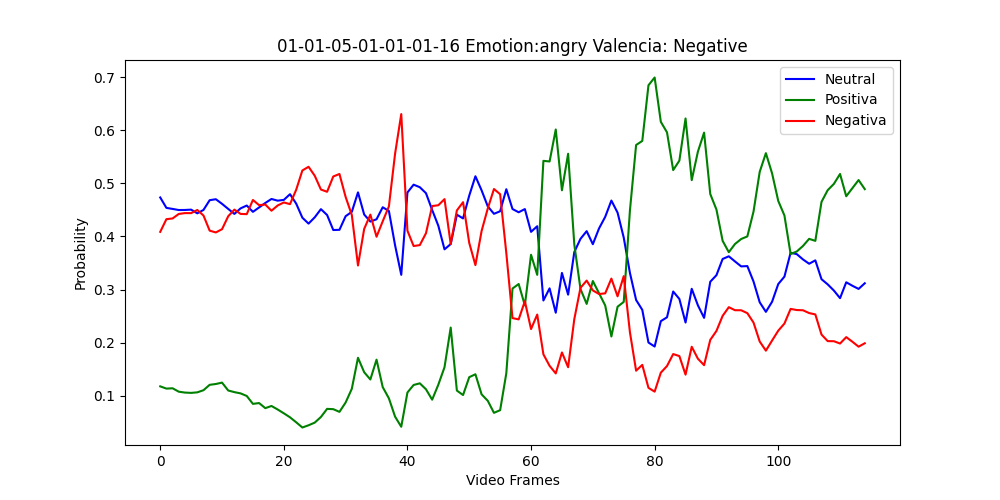 01-01-05-01-01-01-16 Emotion:angry Valencia: Negative
Neutral
Positiva
Negativa
Probability
0.7
0.6
0.5
0.4
0.3
0.2
0.1
0 20 40 60 80 100
Video Frames